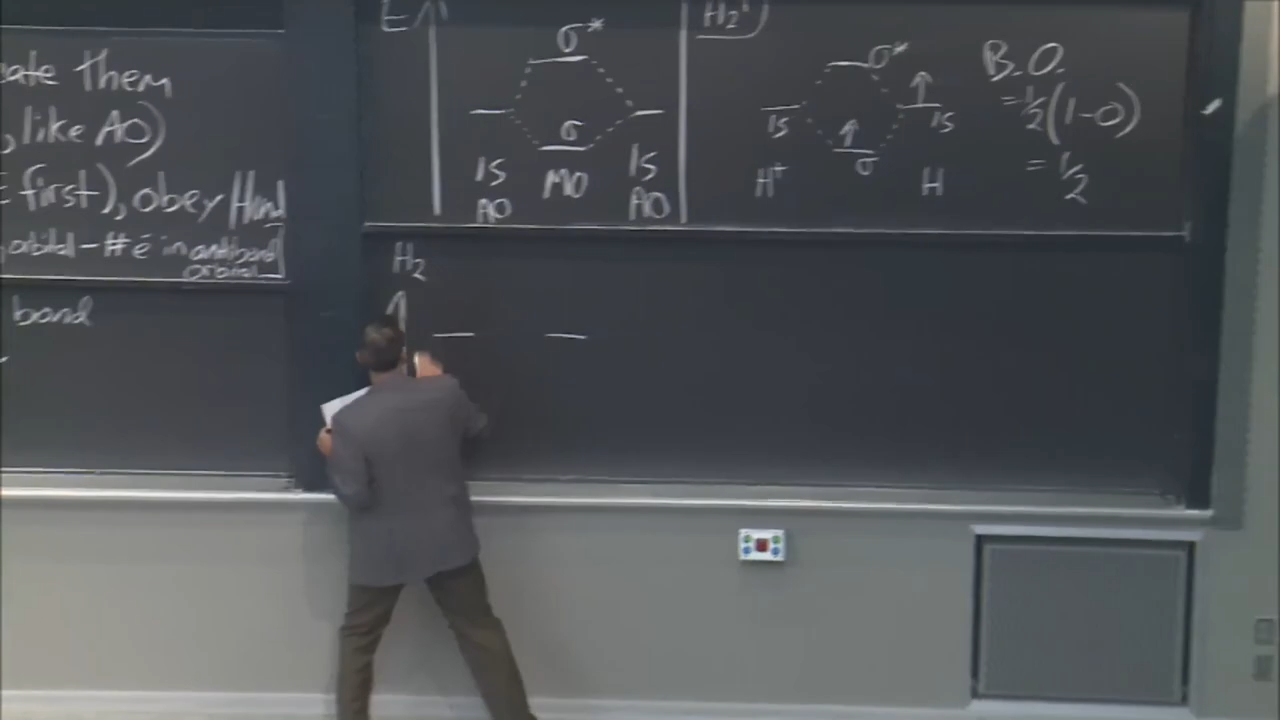 ate them
like AO)
first), obey Hund
orbital – # é in antibond
orbital
bond
E
σ*
σ
1s
MO
1s
AO
AO
H2+
σ*
1s
1s
σ
H+
H
B.O.
= 1/2 (1-0)
= 1/2
H2